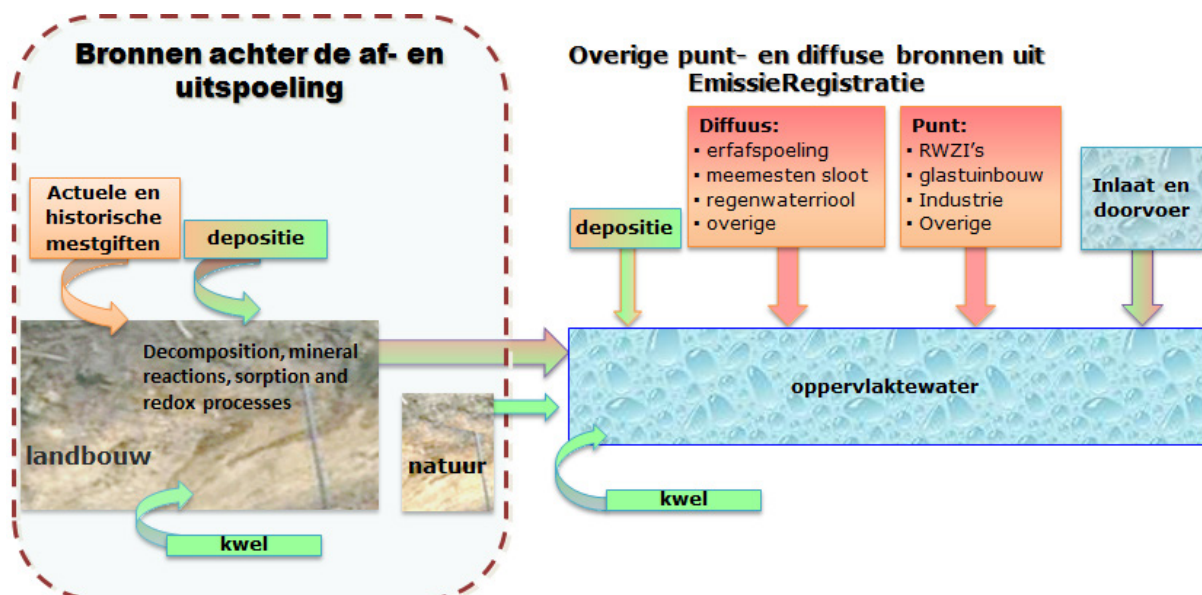 Bronnen achter de af- en
uitspoeling
Actuele en
historische
mestgiften
depositie
Decomposition, mineral
reactions, sorption and
redox processes
landbouw
natuur
kwel
Overige punt- en diffuse bronnen uit
EmissieRegistratie
depositie
Diffuus:
▪ erfafspoeling
▪ meemesten sloot
▪ regenwaterriool
▪ overige
Punt:
▪ RWZI's
▪ glastuinbouw
▪ Industrie
▪ Overige
Inlaat en
doorvoer
oppervlaktewater
kwel